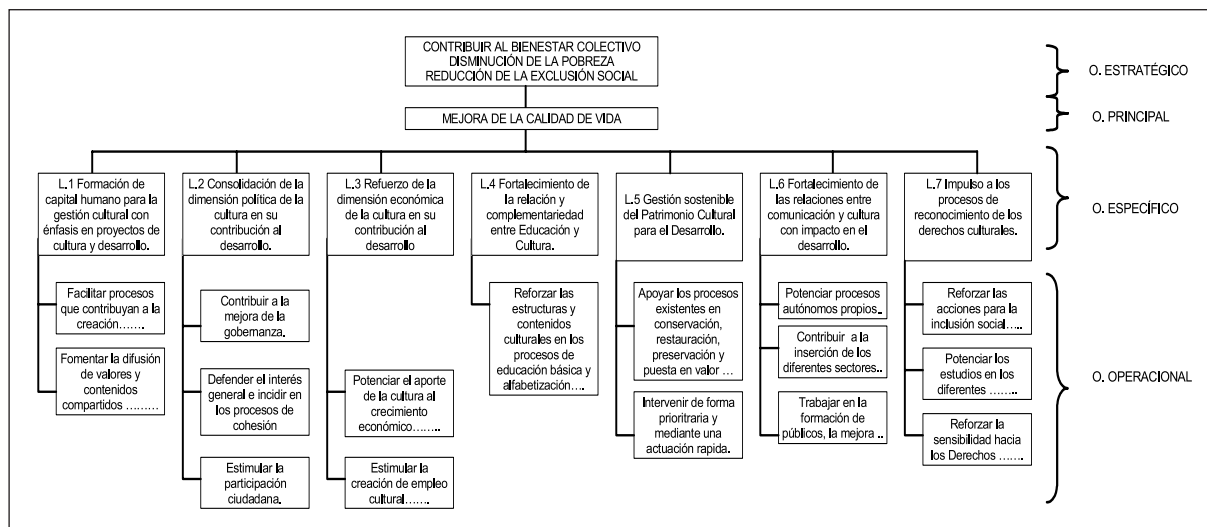 CONTRIBUIR AL BIENESTAR COLECTIVO
DISMINUCIÓN DE LA POBREZA
REDUCCIÓN DE LA EXCLUSIÓN SOCIAL
O. ESTRATÉGICO
MEJORA DE LA CALIDAD DE VIDA
O. PRINCIPAL
L.1 Formación de
capital humano para la
gestión cultural con
énfasis en proyectos de
cultura y desarrollo.
L.2 Consolidación de la
dimensión política de la
cultura en su
contribución al
desarrollo.
L.3 Refuerzo de la
dimensión económica
de la cultura en su
contribución al
desarrollo
L.4 Fortalecimiento de
la relación y
complementariedad
entre Educación y
Cultura.
L.5 Gestión sostenible
del Patrimonio Cultural
para el Desarrollo.
L.6 Fortalecimiento de
las relaciones entre
comunicación y cultura
con impacto en el
desarrollo.
L.7 Impulso a los
procesos de
reconocimiento de los
derechos culturales.
O. ESPECÍFICO
Facilitar procesos
que contribuyan a la
creación…….
Fomentar la difusión
de valores y
contenidos
compartidos ………
Contribuir a la
mejora de la
gobernanza.
Defender el interés
general e incidir en
los procesos de
cohesión
Estimular la
participación
ciudadana.
Potenciar el aporte
de la cultura al
crecimiento
económico……..
Estimular la
creación de empleo
cultural…….
Reforzar las
estructuras y
contenidos
culturales en los
procesos de
educación básica y
alfabetización….
Apoyar los procesos
existentes en
conservación,
restauración,
preservación y
puesta en valor …
Intervenir de forma
prioritraria y
mediante una
actuación rapida.
Potenciar procesos
autónomos propios..
Contribuir a la
inserción de los
diferentes sectores..
Trabajar en la
formación de
públicos, la mejora ..
Reforzar las
acciones para la
inclusión social…..
Potenciar los
estudios en los
diferentes ……..
Reforzar la
sensibilidad hacia
los Derechos …….
O. OPERACIONAL